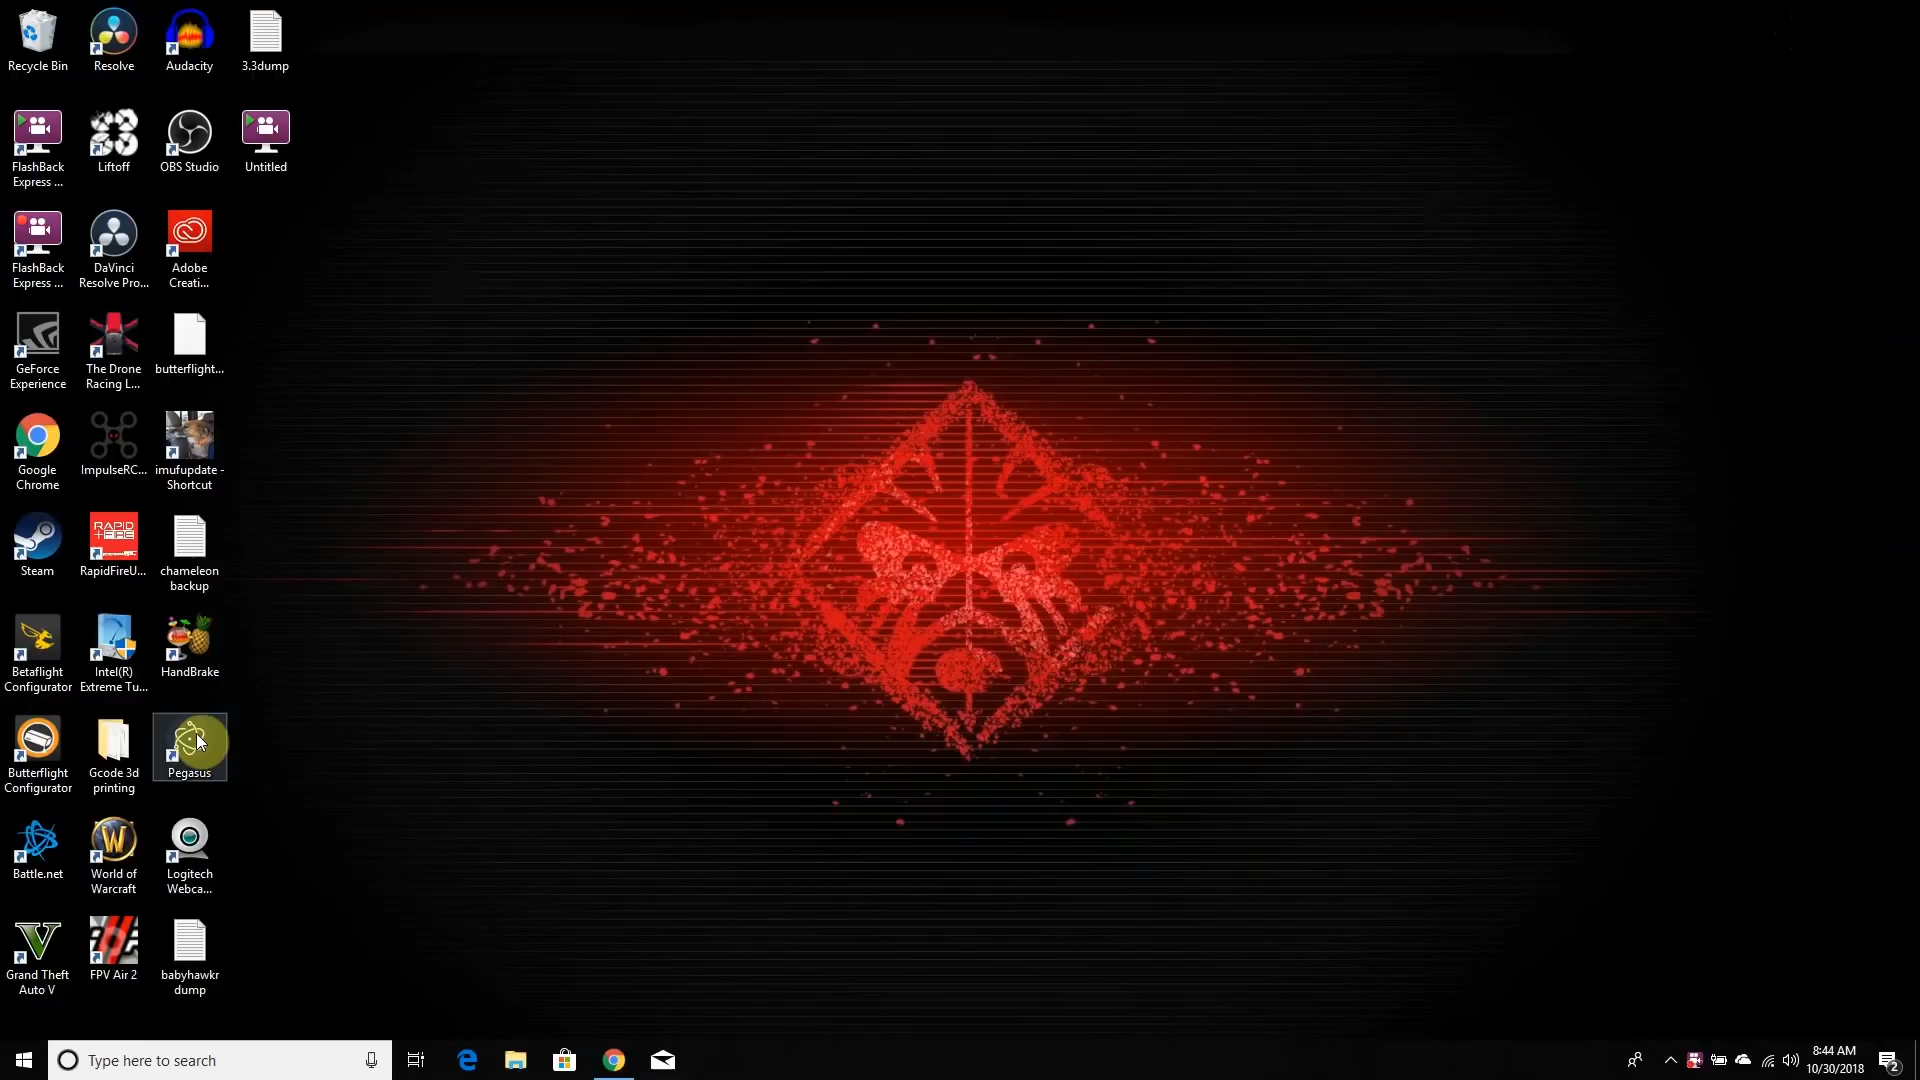 Recycle Bin
Resolve
Audacity
3.3dump
FlashBack
Express ...
Liftoff
OBS Studio
Untitled
FlashBack
Express ...
DaVinci
Resolve Pro...
Adobe
Creati...
GeForce
Experience
The Drone
Racing L...
butterflight...
Google
Chrome
ImpulseRC...
imufupdate -
Shortcut
Steam
RAPID
FIRE
RapidFireU...
chameleon
backup
Betaflight
Configurator
Intel(R)
Extreme Tu...
HandBrake
Butterflight
Configurator
Gcode 3d
printing
Pegasus
Battle.net
World of
Warcraft
Logitech
Webca...
Grand Theft
Auto V
FPV Air 2
babyhawkr
dump
Type here to search
8:44 AM
10/30/2018
2